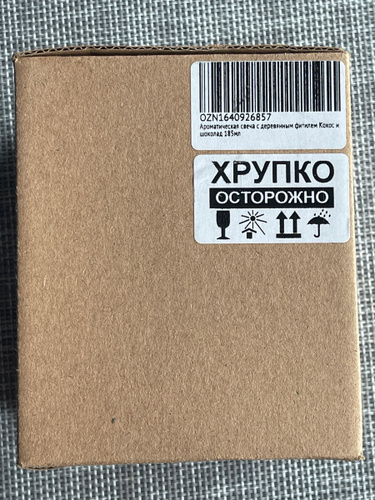 OZN1640926857
Ароматическая свеча с деревянным фитилем Кокос и
шоколад 185мл
ХРУПКО
ОСТОРОЖНО